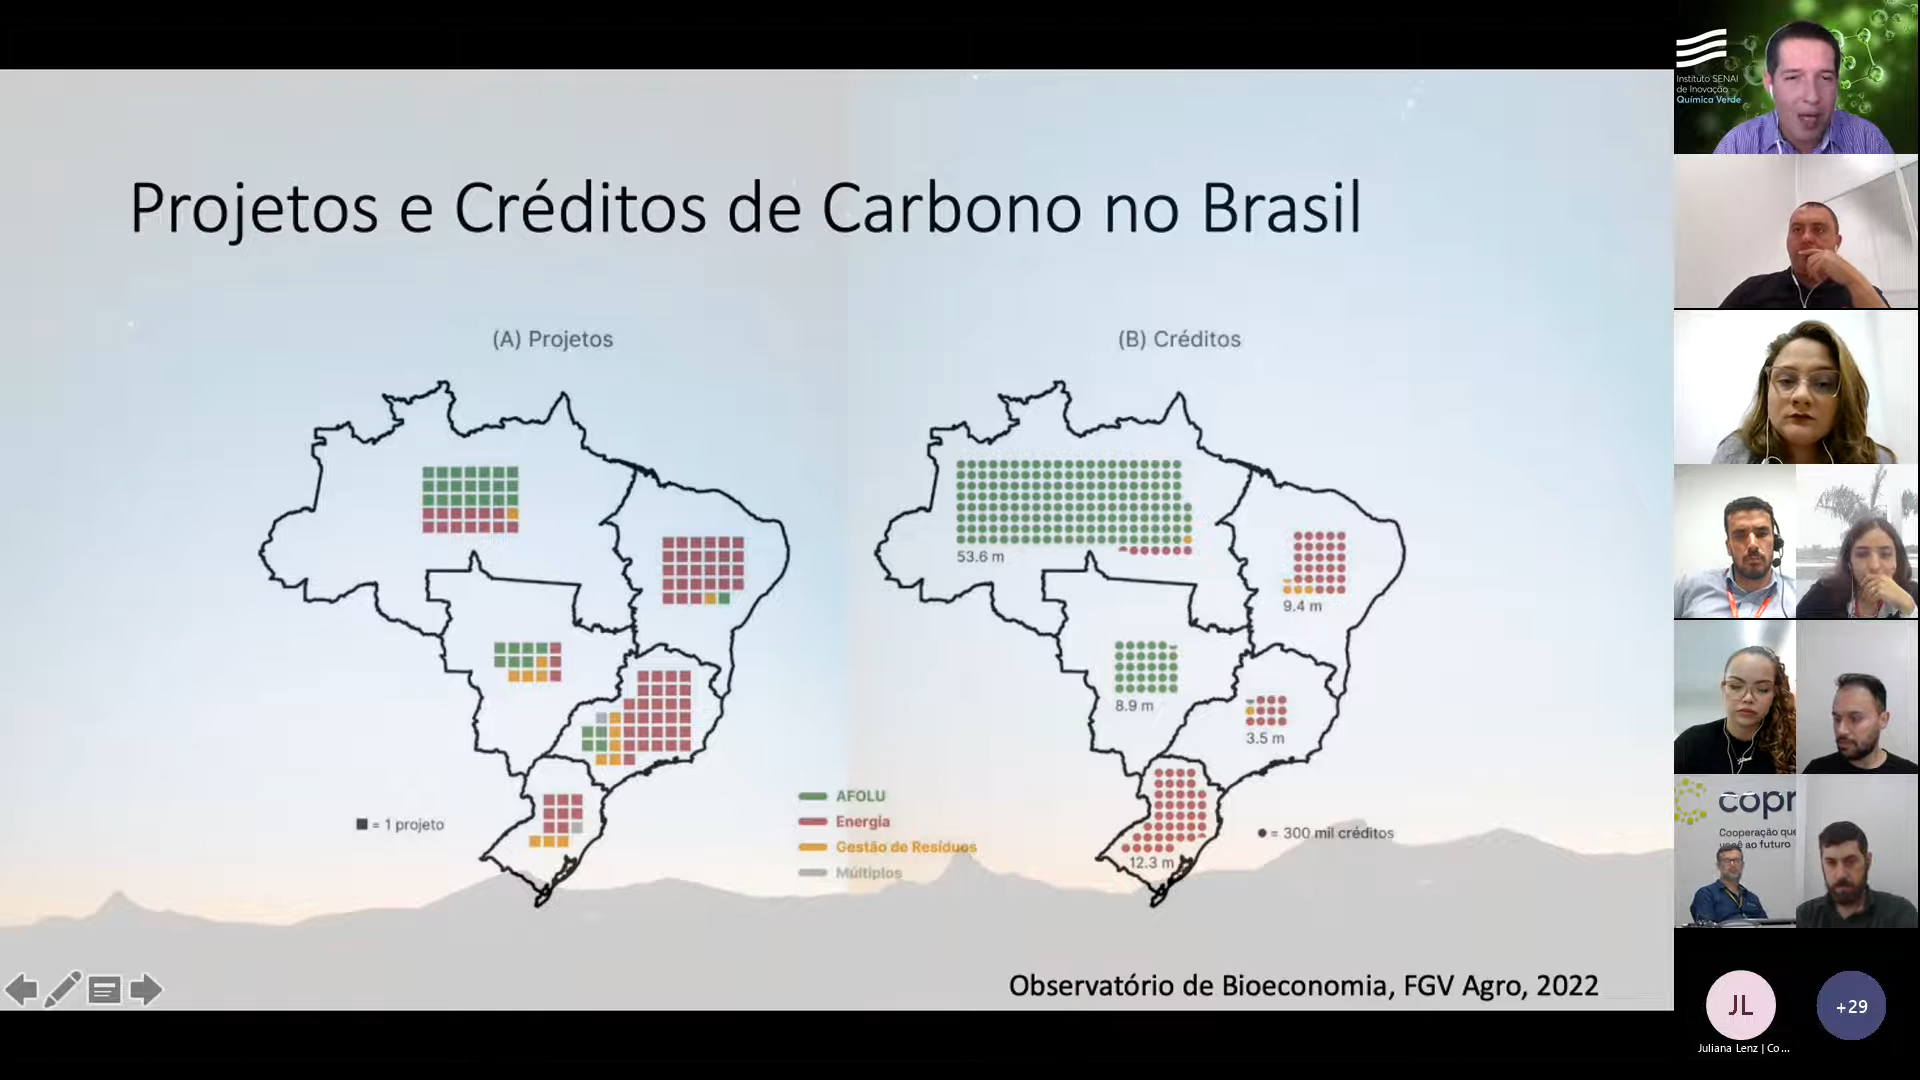 Projetos e Créditos de Carbono no Brasil
(A) Projetos
(B) Créditos
53.6 m
9.4 m
8.9 m
3.5 m
12.3 m
= 1 projeto
AFOLU
Energia
Gestão de Resíduos
Múltiplos
= 300 mil créditos
Observatório de Bioeconomia, FGV Agro, 2022
Instituto SENAI
de Inovação
Química Verde
copr
Cooperação que
você ao futuro
JL
+29
Juliana Lenz | Co...